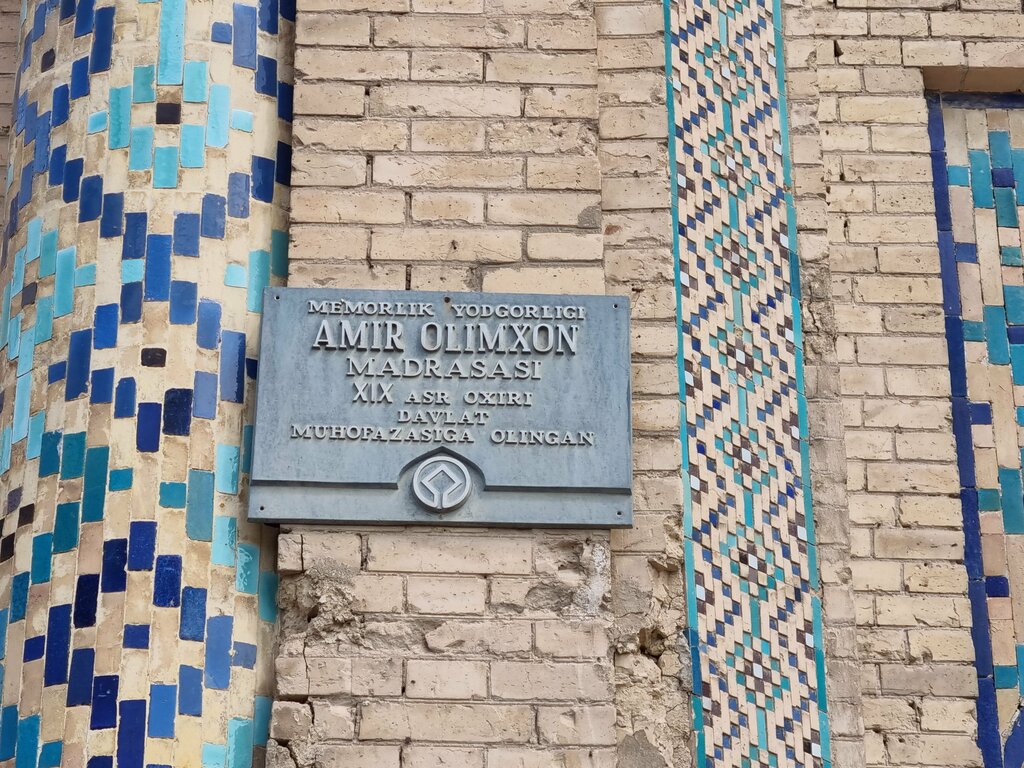 MEMORLIK YODGORLIGI
AMIR OLIMXON
MADRASASI
XIX ASR OXIRI
DAVLAT
MUHOFAZASIGA OLINGAN